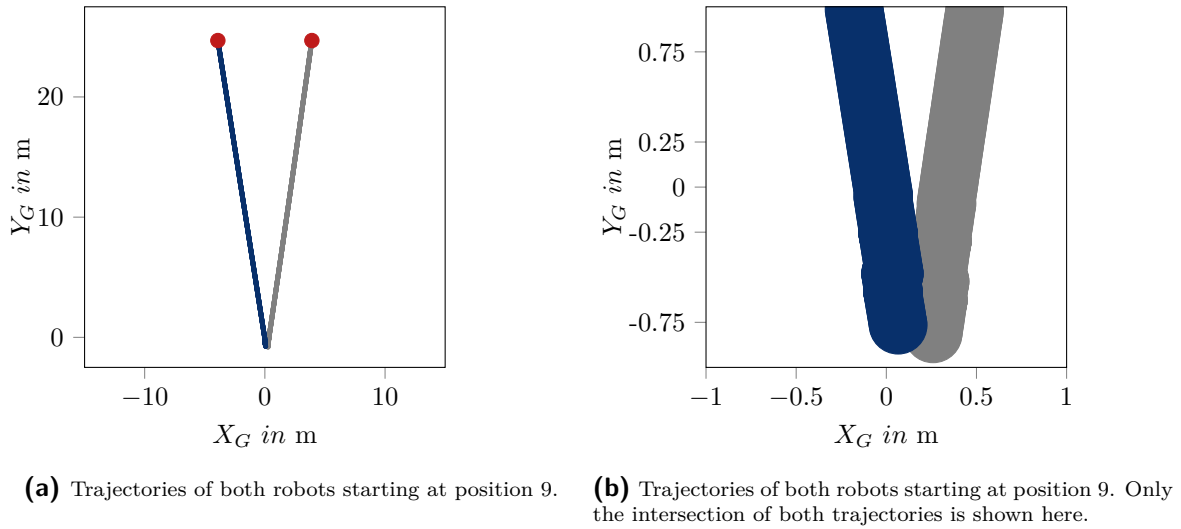 20
10
0
Y_G in m
−10
0
10
X_G in m
(a) Trajectories of both robots starting at position 9.
0.75
0.25
0
-0.25
-0.75
Y_G in m
−1
−0.5
0
0.5
1
X_G in m
(b) Trajectories of both robots starting at position 9. Only
the intersection of both trajectories is shown here.